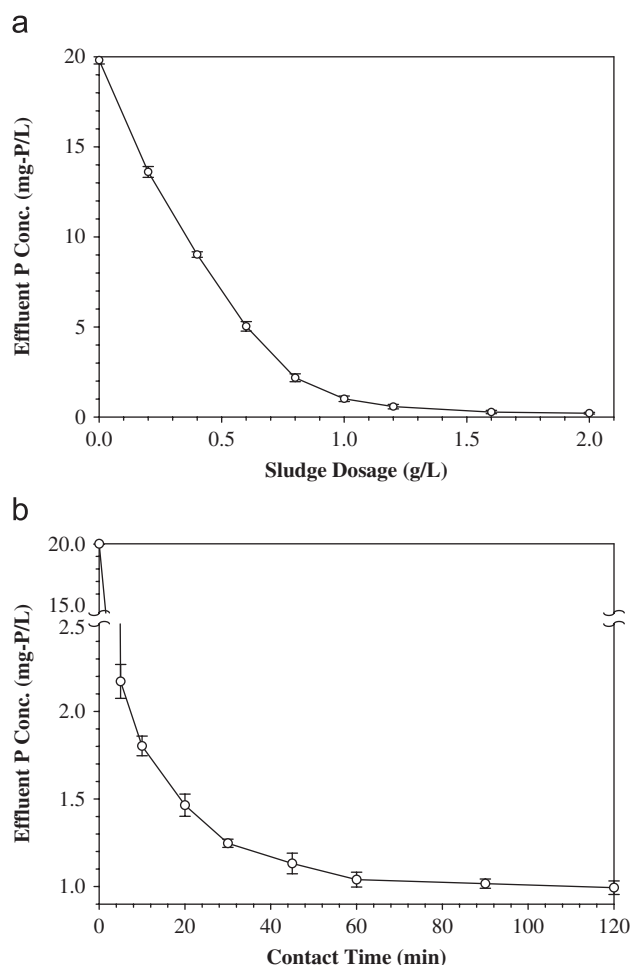 a
20
15
10
5
0
Effluent P Conc. (mg-P/L)
0.0 0.5 1.0 1.6 2.0
Sludge Dosage (g/L)
b
20.0
15.0
2.5
2.0
1.5
1.0
Effluent P Conc. (mg-P/L)
0 20 40 60 80 100 120
Contact Time (min)